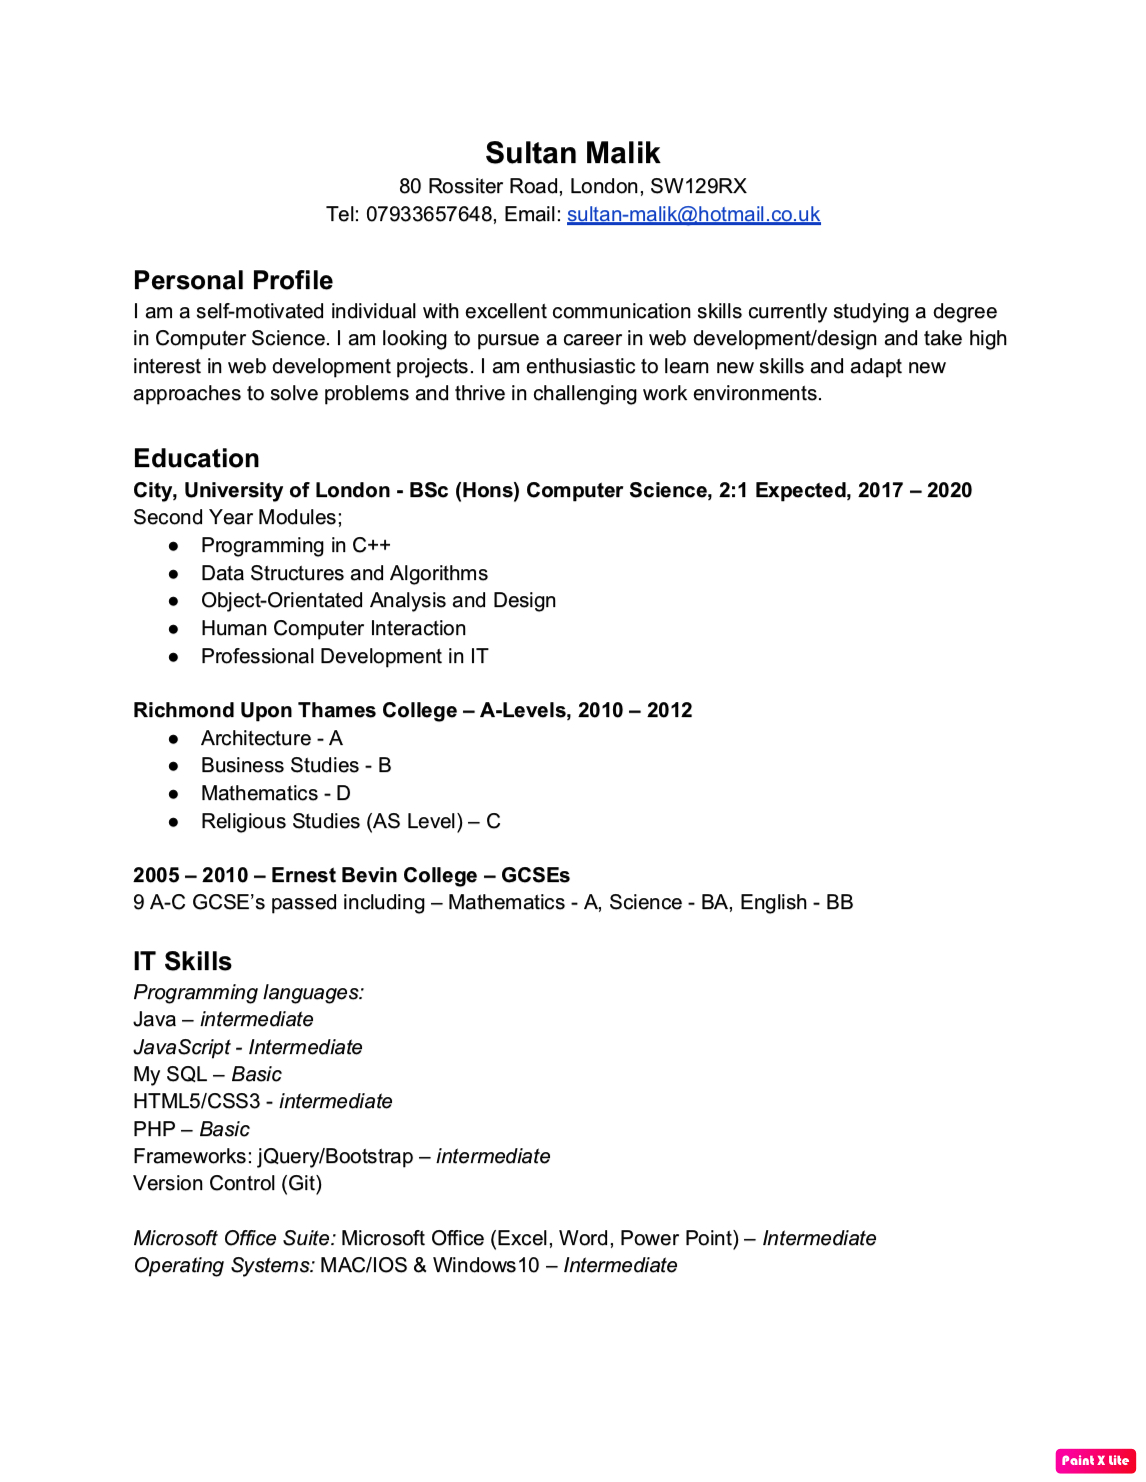 Sultan Malik
80 Rossiter Road, London, SW129RX
Tel: 07933657648, Email: sultan-malik@hotmail.co.uk
Personal Profile
I am a self-motivated individual with excellent communication skills currently studying a degree
in Computer Science. I am looking to pursue a career in web development/design and take high
interest in web development projects. I am enthusiastic to learn new skills and adapt new
approaches to solve problems and thrive in challenging work environments.
Education
City, University of London - BSc (Hons) Computer Science, 2:1 Expected, 2017 – 2020
Second Year Modules;
● Programming in C++
● Data Structures and Algorithms
● Object-Orientated Analysis and Design
● Human Computer Interaction
● Professional Development in IT
Richmond Upon Thames College – A-Levels, 2010 – 2012
● Architecture - A
● Business Studies - B
● Mathematics - D
● Religious Studies (AS Level) – C
2005 – 2010 – Ernest Bevin College – GCSEs
9 A-C GCSE’s passed including – Mathematics - A, Science - BA, English - BB
IT Skills
Programming languages:
Java – intermediate
JavaScript - Intermediate
My SQL – Basic
HTML5/CSS3 - intermediate
PHP – Basic
Frameworks: jQuery/Bootstrap – intermediate
Version Control (Git)
Microsoft Office Suite: Microsoft Office (Excel, Word, Power Point) – Intermediate
Operating Systems: MAC/IOS & Windows10 – Intermediate
Paint X Lite